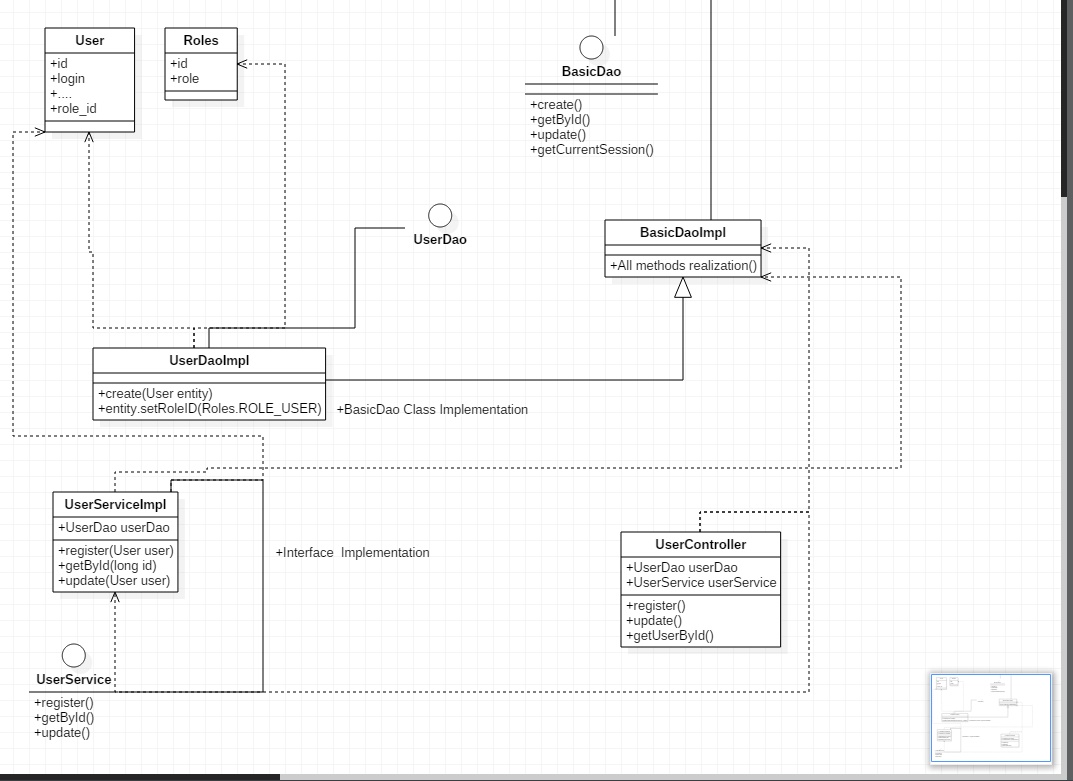 User
+id
+login
+....
+role_id
Roles
+id
+role
BasicDao
+create()
+getById()
+update()
+getCurrentSession()
UserDao
BasicDaoImpl
+All methods realization()
UserDaoImpl
+create(User entity)
+entity.setRoleID(Roles.ROLE_USER)
+BasicDao Class Implementation
UserServiceImpl
+UserDao userDao
+register(User user)
+getById(long id)
+update(User user)
+Interface  Implementation
UserController
+UserDao userDao
+UserService userService
+register()
+update()
+getUserById()
UserService
+register()
+getById()
+update()